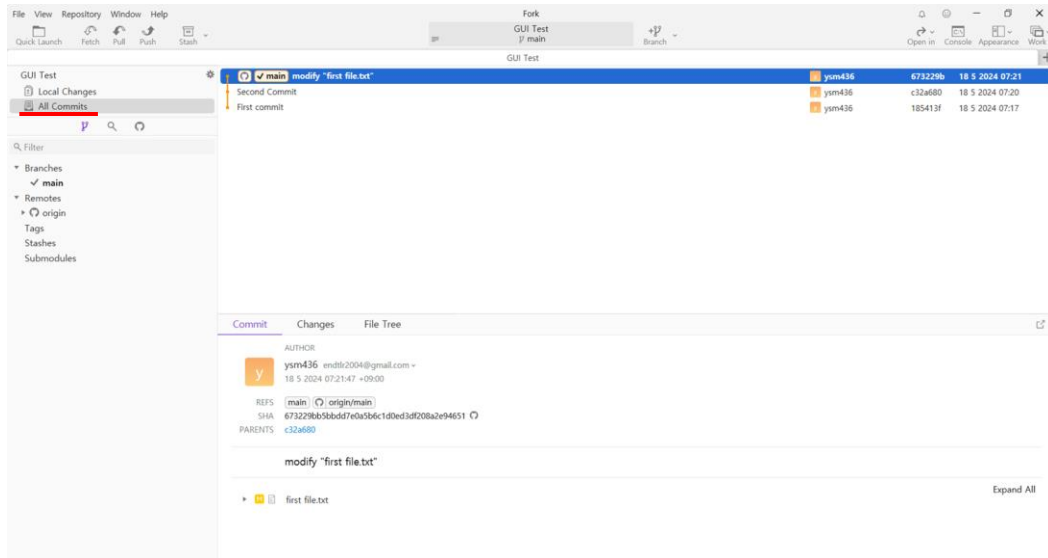 File View Repository Window Help
Fork
Quick Launch Fetch Pull Push Stash
GUI Test
main
Branch
Open in Console Appearance Work
GUI Test
GUI Test
Local Changes
All Commits
Filter
Branches
main
Remotes
origin
Tags
Stashes
Submodules
main modify "first file.txt" ysm436 673229b 18 5 2024 07:21
Second Commit ysm436 c32a680 18 5 2024 07:20
First commit ysm436 185413f 18 5 2024 07:17
Commit Changes File Tree
AUTHOR
y
ysm436 endtlr2004@gmail.com
18 5 2024 07:21:47 +09:00
REFS main origin/main
SHA 673229bb5bbdd7e0a5b6c1d0ed3df208a2e94651
PARENTS c32a680
modify "first file.txt"
Expand All
first file.txt